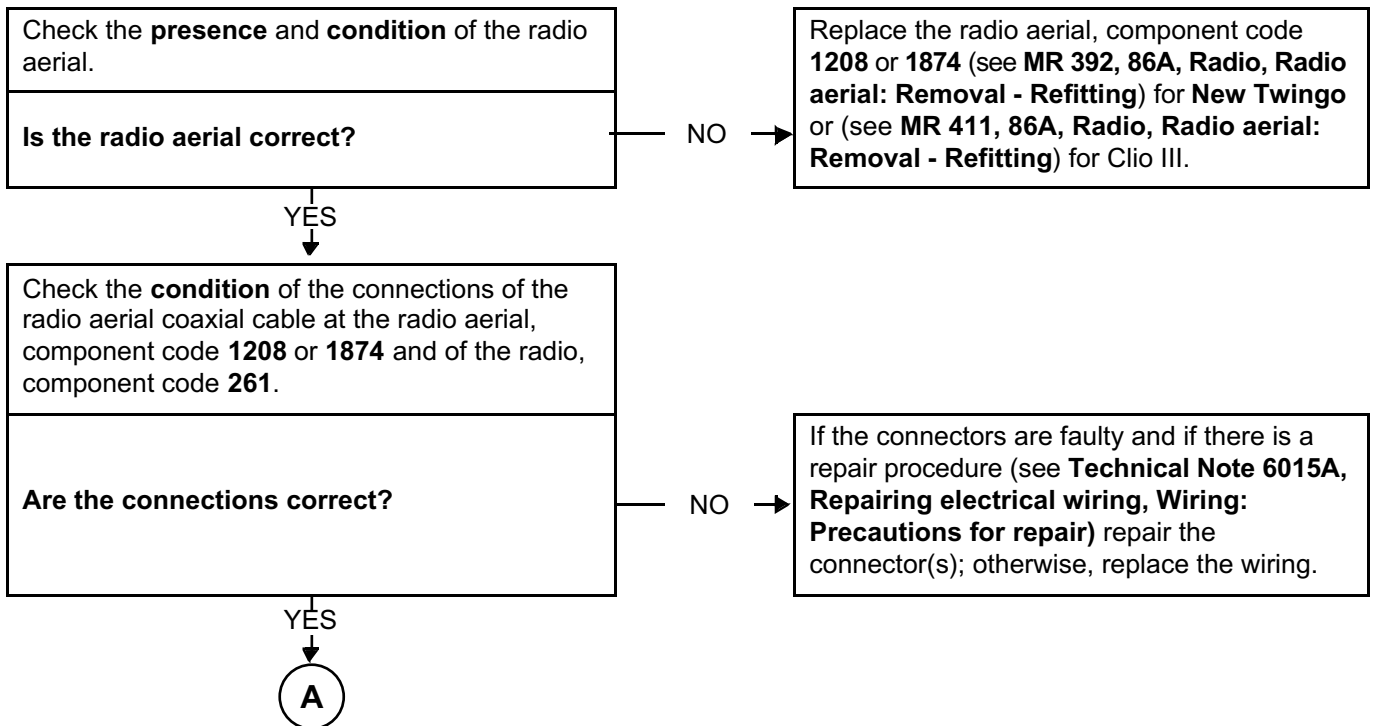 Check the presence and condition of the radio
aerial.
Is the radio aerial correct?
NO
Replace the radio aerial, component code
1208 or 1874 (see MR 392, 86A, Radio, Radio
aerial: Removal - Refitting) for New Twingo
or (see MR 411, 86A, Radio, Radio aerial:
Removal - Refitting) for Clio III.
YES
Check the condition of the connections of the
radio aerial coaxial cable at the radio aerial,
component code 1208 or 1874 and of the radio,
component code 261.
Are the connections correct?
NO
If the connectors are faulty and if there is a
repair procedure (see Technical Note 6015A,
Repairing electrical wiring, Wiring:
Precautions for repair) repair the
connector(s); otherwise, replace the wiring.
YES
A